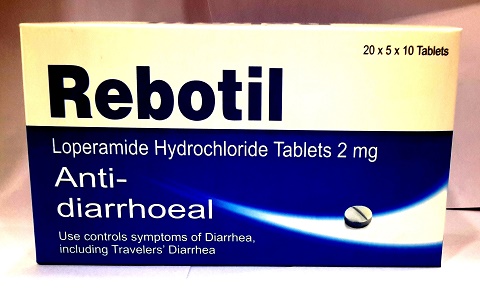 20 x 5 x 10 Tablets
Rebotil
Loperamide Hydrochloride Tablets 2 mg
Anti-
diarrhoeal
Use controls symptoms of Diarrhea,
including Travelers' Diarrhea